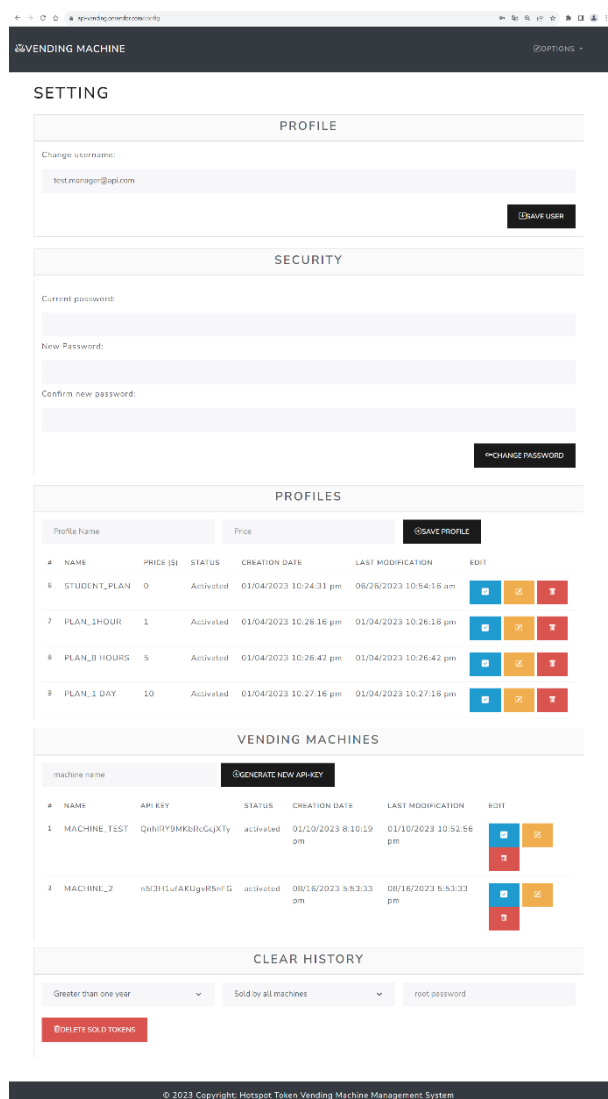 api-vending.onrender.com/config
VENDING MACHINE
OPTIONS
SETTING
PROFILE
Change username:
test.manager@api.com
SAVE USER
SECURITY
Current password:
New Password:
Confirm new password:
CHANGE PASSWORD
PROFILES
Profile Name Price SAVE PROFILE
# NAME PRICE ($) STATUS CREATION DATE LAST MODIFICATION EDIT
6 STUDENT_PLAN 0 Activated 01/04/2023 10:24:31 pm 06/26/2023 10:54:16 am
7 PLAN_1HOUR 1 Activated 01/04/2023 10:26:16 pm 01/04/2023 10:26:16 pm
8 PLAN_8 HOURS 5 Activated 01/04/2023 10:26:42 pm 01/04/2023 10:26:42 pm
9 PLAN_1 DAY 10 Activated 01/04/2023 10:27:16 pm 01/04/2023 10:27:16 pm
VENDING MACHINES
machine name GENERATE NEW API-KEY
# NAME API KEY STATUS CREATION DATE LAST MODIFICATION EDIT
1 MACHINE_TEST QnhIRY9MKbRcGcjXTy activated 01/10/2023 8:10:19 01/10/2023 10:52:56
pm pm
3 MACHINE_2 n5I3H1ufAKUgvR5nFG activated 08/16/2023 5:53:33 08/16/2023 5:53:33
pm pm
CLEAR HISTORY
Greater than one year Sold by all machines root password
DELETE SOLD TOKENS
© 2023 Copyright: Hotspot Token Vending Machine Management System